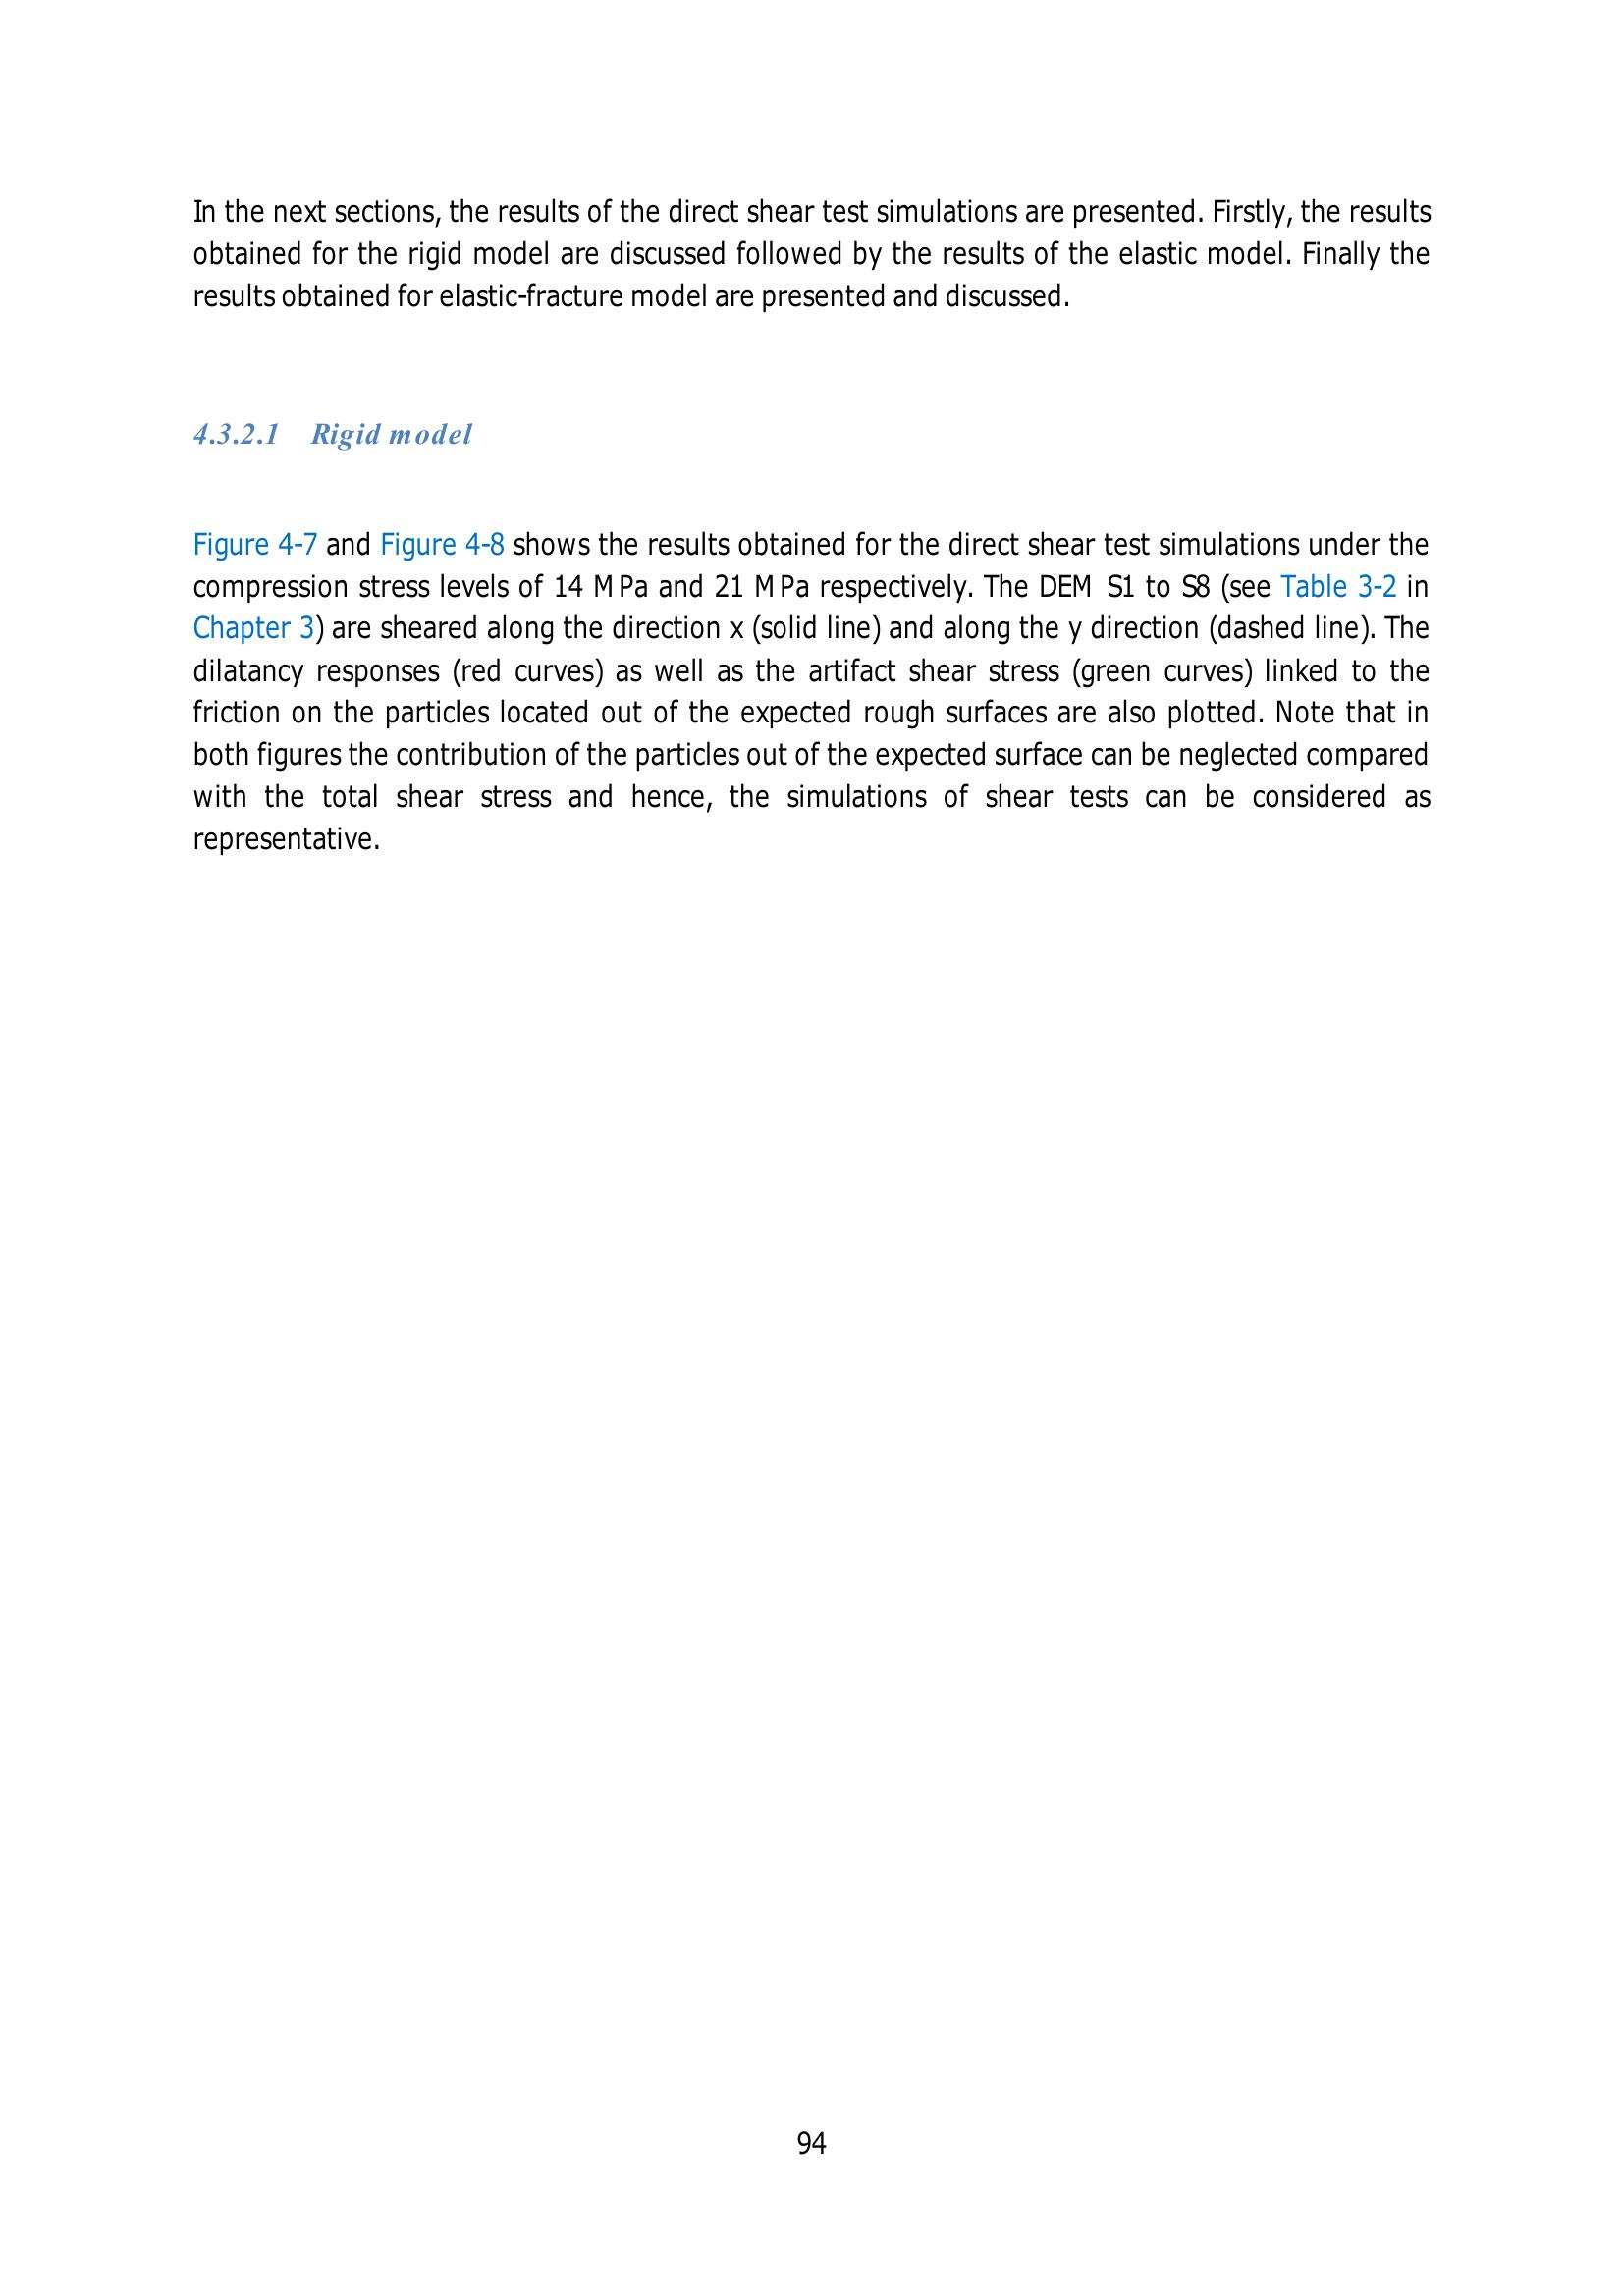 In the next sections, the results of the direct shear test simulations are presented. Firstly, the results
obtained for the rigid model are discussed followed by the results of the elastic model. Finally the
results obtained for elastic-fracture model are presented and discussed.
4.3.2.1 Rigid model
Figure 4-7 and Figure 4-8 shows the results obtained for the direct shear test simulations under the
compression stress levels of 14 MPa and 21 MPa respectively. The DEM S1 to S8 (see Table 3-2 in
Chapter 3) are sheared along the direction x (solid line) and along the y direction (dashed line). The
dilatancy responses (red curves) as well as the artifact shear stress (green curves) linked to the
friction on the particles located out of the expected rough surfaces are also plotted. Note that in
both figures the contribution of the particles out of the expected surface can be neglected compared
with the total shear stress and hence, the simulations of shear tests can be considered as
representative.
94